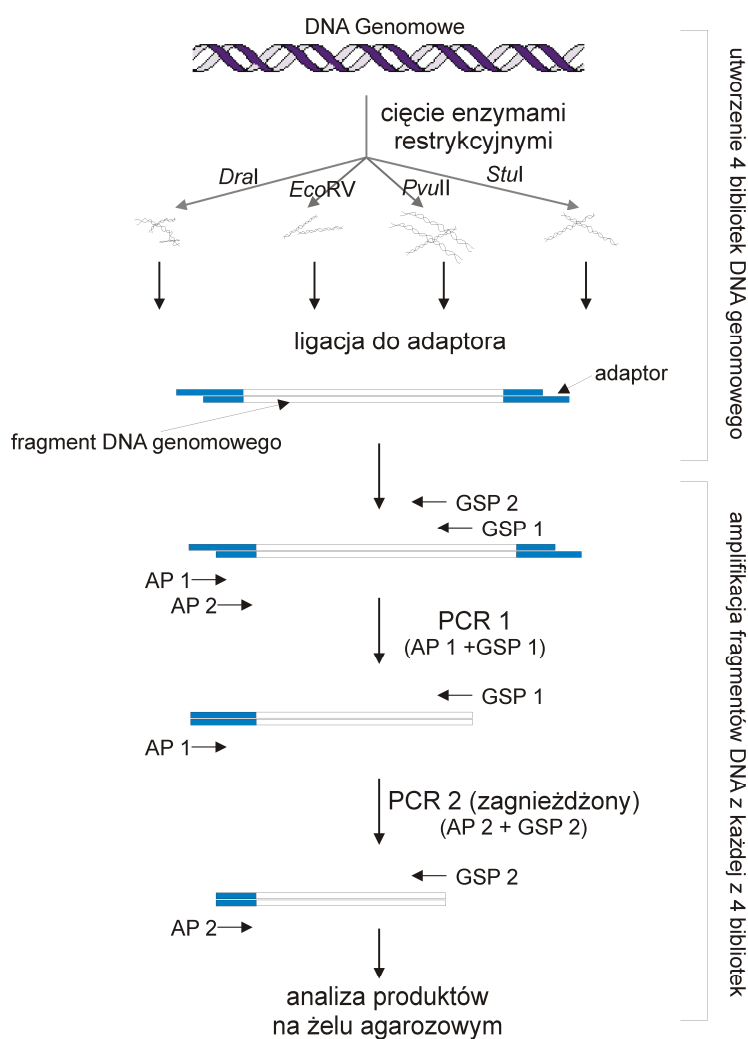 DNA Genomowe
cięcie enzymami
restrykcyjnymi
DraI
EcoRV
PvuII
StuI
ligacja do adaptora
adaptor
fragment DNA genomowego
utworzenie 4 bibliotek DNA genomowego
GSP 2
GSP 1
AP 1
AP 2
PCR 1
(AP 1 +GSP 1)
GSP 1
AP 1
PCR 2 (zagnieżdżony)
(AP 2 + GSP 2)
GSP 2
AP 2
analiza produktów
na żelu agarozowym
amplifikacja fragmentów DNA z każdej z 4 bibliotek